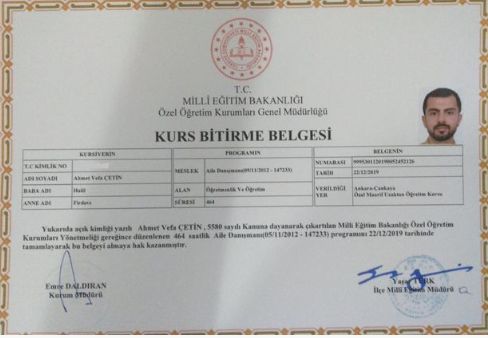 T.C.
MİLLÎ EĞİTİM BAKANLIĞI
Özel Öğretim Kurumları Genel Müdürlüğü
KURS BİTİRME BELGESİ
KURSİYERİN
T.C KİMLİK NO
ADI SOYADI Ahmet Vefa ÇETİN
BABA ADI Halil
ANNE ADI Firdevs
PROGRAMIN
MESLEK Aile Danışmanı(05/11/2012 - 147233)
ALAN Öğretmenlik Ve Öğretim
SÜRESİ 464
BELGENİN
NUMARASI
TARİH 22/12/2019
VERİLDİĞİ YER Ankara-Çankaya
Özel Maarif Uzaktan Öğretim Kursu
Yukarıda açık kimliği yazılı Ahmet Vefa ÇETİN , 5580 sayılı Kanuna dayanarak çıkartılan Milli Eğitim Bakanlığı Özel Öğretim
Kurumları Yönetmeliği gereğince düzenlenen 464 saatlik Aile Danışmanı(05/11/2012 - 147233) programını 22/12/2019 tarihinde
tamamlayarak bu belgeyi almaya hak kazanmıştır.
Emre DALDIRAN
Kurum Müdürü
Yaşar TÜRK
İlçe Milli Eğitim Müdürü